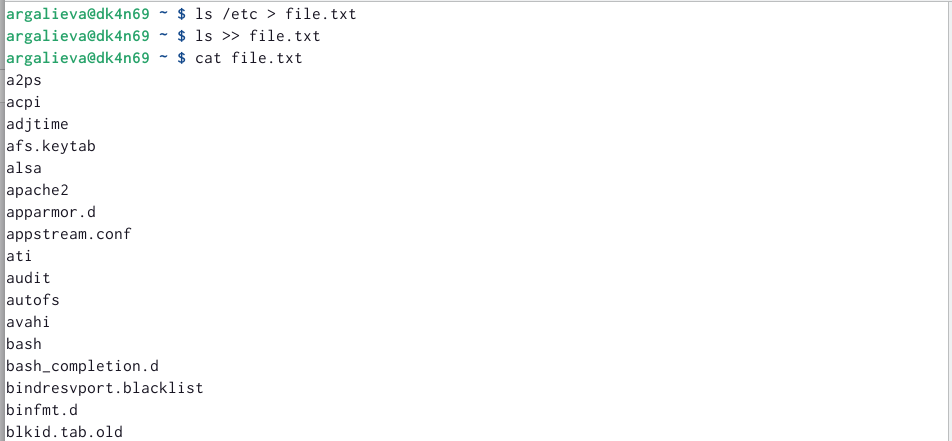 argalieva@dk4n69 ~ $ ls /etc > file.txt
argalieva@dk4n69 ~ $ ls >> file.txt
argalieva@dk4n69 ~ $ cat file.txt
a2ps
acpi
adjtime
afs.keytab
alsa
apache2
apparmor.d
appstream.conf
ati
audit
autofs
avahi
bash
bash_completion.d
bindresvport.blacklist
binfmt.d
blkid.tab.old